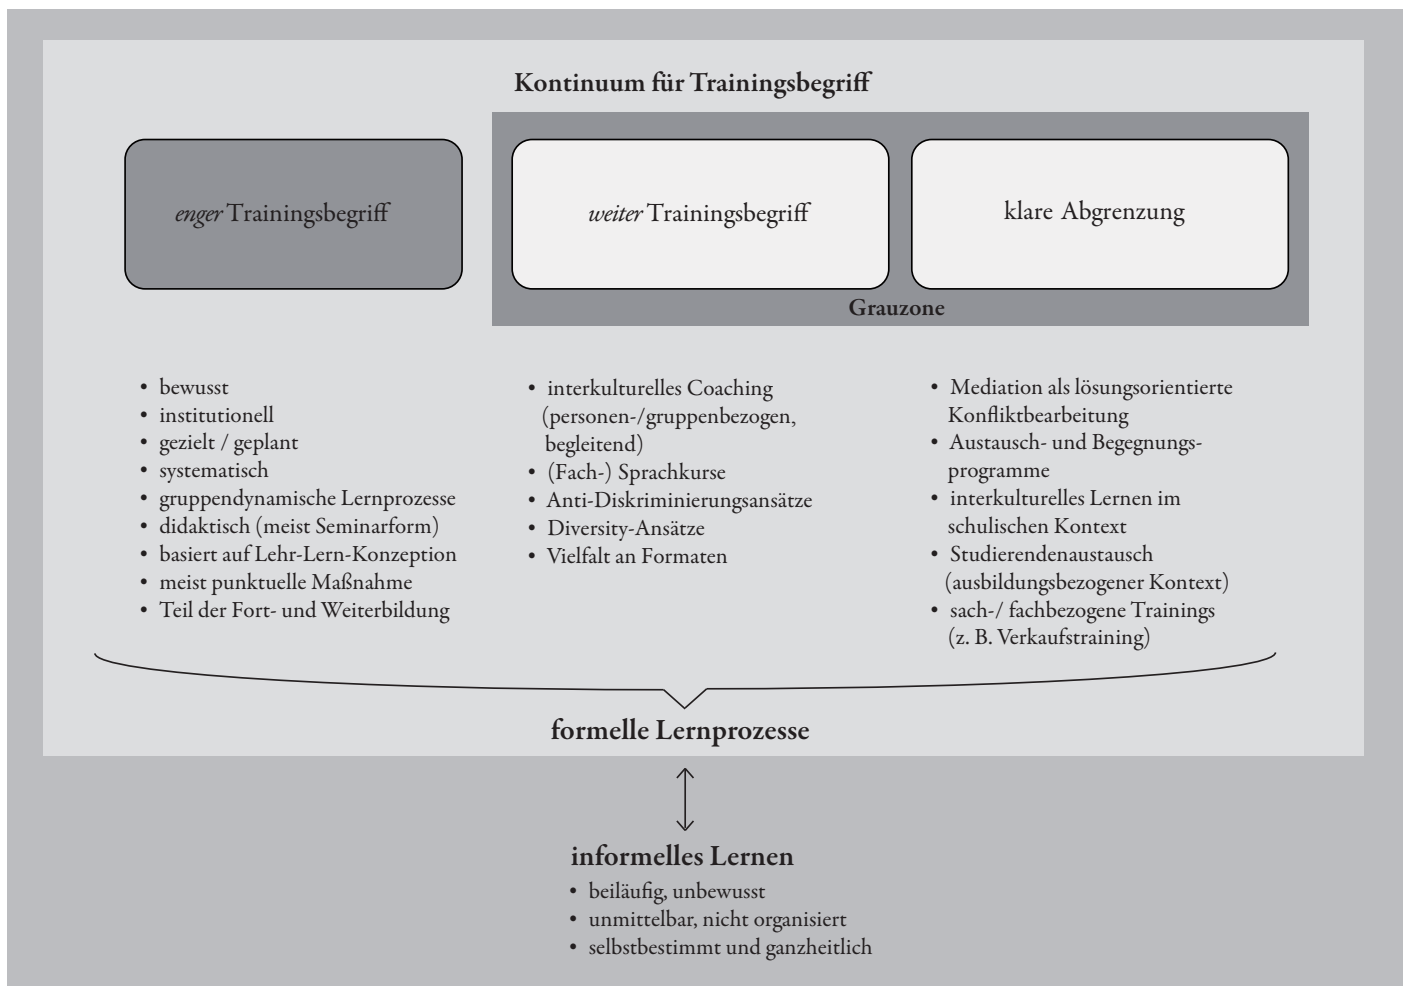 Kontinuum für Trainingsbegriff
enger Trainingsbegriff
weiter Trainingsbegriff
klare Abgrenzung
Grauzone
• bewusst
• institutionell
• gezielt / geplant
• systematisch
• gruppendynamische Lernprozesse
• didaktisch (meist Seminarform)
• basiert auf Lehr-Lern-Konzeption
• meist punktuelle Maßnahme
• Teil der Fort- und Weiterbildung
• interkulturelles Coaching
(personen-/gruppenbezogen,
begleitend)
• (Fach-) Sprachkurse
• Anti-Diskriminierungsansätze
• Diversity-Ansätze
• Vielfalt an Formaten
• Mediation als lösungsorientierte
Konfliktbearbeitung
• Austausch- und Begegnungs-
programme
• interkulturelles Lernen im
schulischen Kontext
• Studierendenaustausch
(ausbildungsbezogener Kontext)
• sach-/ fachbezogene Trainings
(z. B. Verkaufstraining)
formelle Lernprozesse
informelles Lernen
• beiläufig, unbewusst
• unmittelbar, nicht organisiert
• selbstbestimmt und ganzheitlich